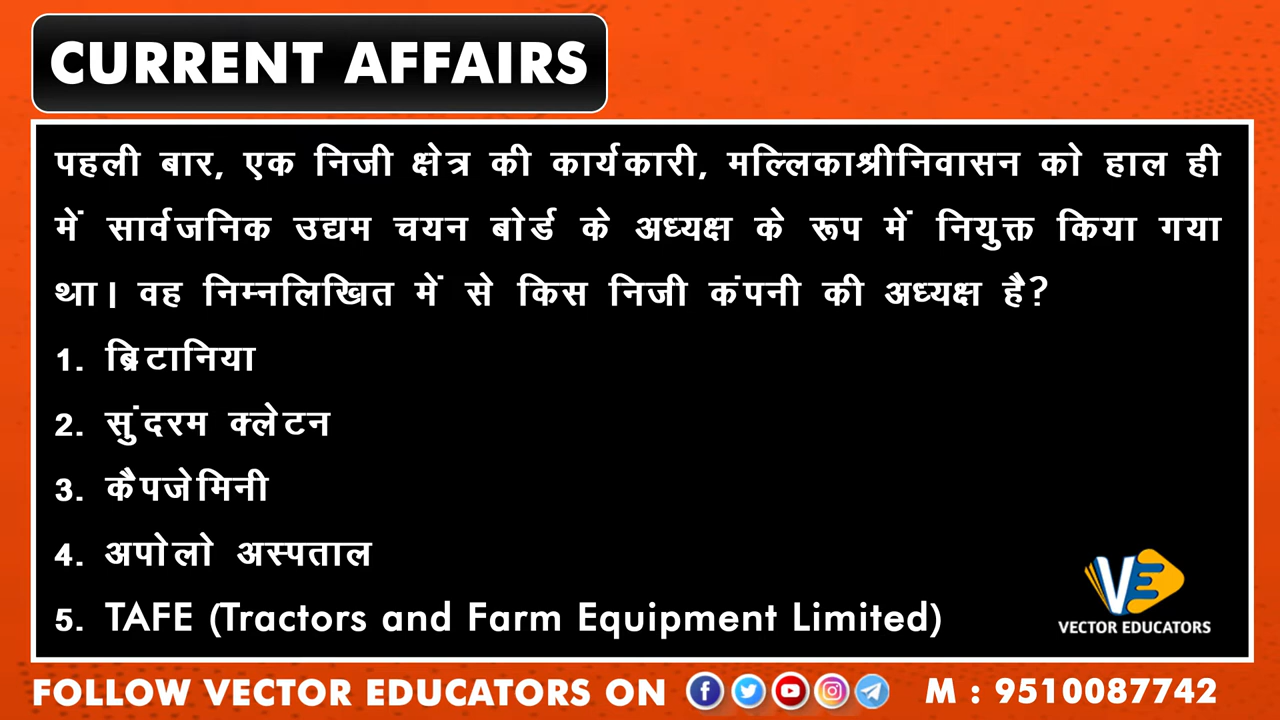 CURRENT AFFAIRS
पहली बार, एक निजी क्षेत्र की कार्यकारी, मल्लिकाश्रीनिवासन को हाल ही
में सार्वजनिक उद्यम चयन बोर्ड के अध्यक्ष के रूप में नियुक्त किया गया
था। वह निम्नलिखित में से किस निजी कंपनी की अध्यक्ष है?
1. ब्रिटानिया
2. सुंदरम क्लेटन
3. कैपजेमिनी
4. अपोलो अस्पताल
5. TAFE (Tractors and Farm Equipment Limited)
VE
VECTOR EDUCATORS
FOLLOW VECTOR EDUCATORS ON M : 9510087742